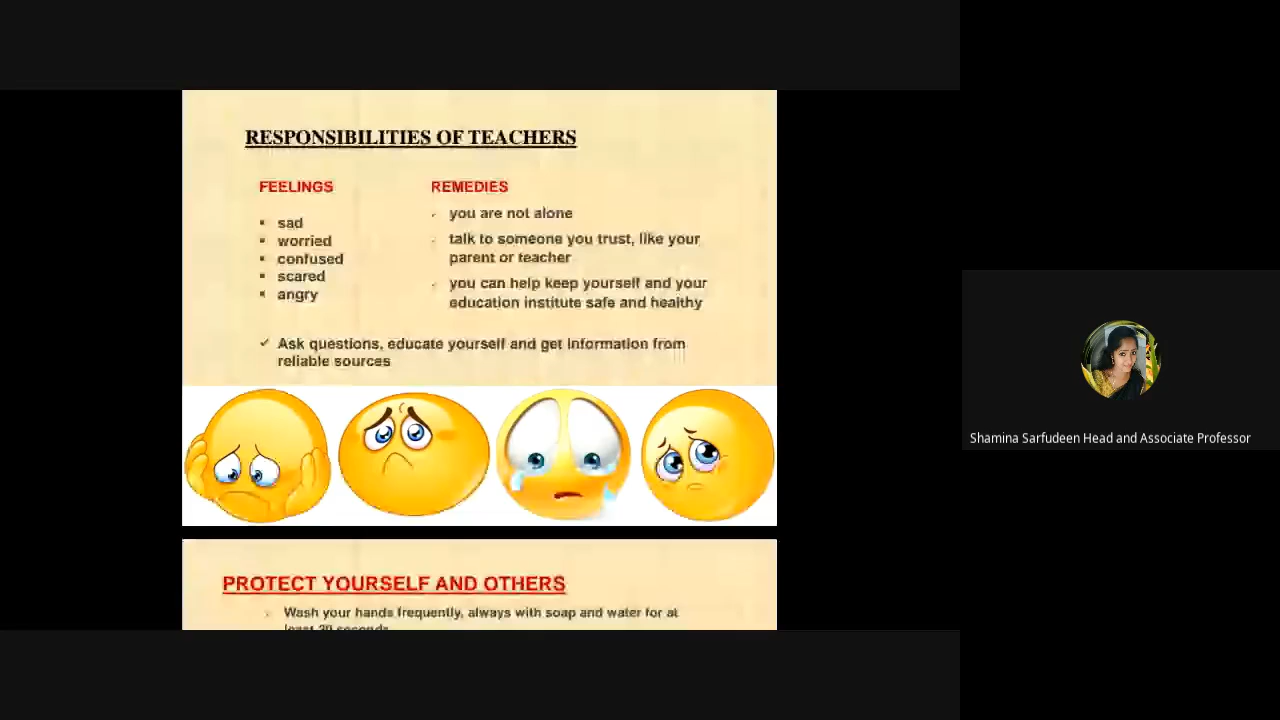 RESPONSIBILITIES OF TEACHERS
FEELINGS
sad
worried
confused
scared
angry
REMEDIES
you are not alone
talk to someone you trust, like your
parent or teacher
you can help keep yourself and your
education institute safe and healthy
Ask questions, educate yourself and get information from
reliable sources
PROTECT YOURSELF AND OTHERS
Wash your hands frequently, always with soap and water for at
least 20 seconds
Shamina Sarfudeen Head and Associate Professor